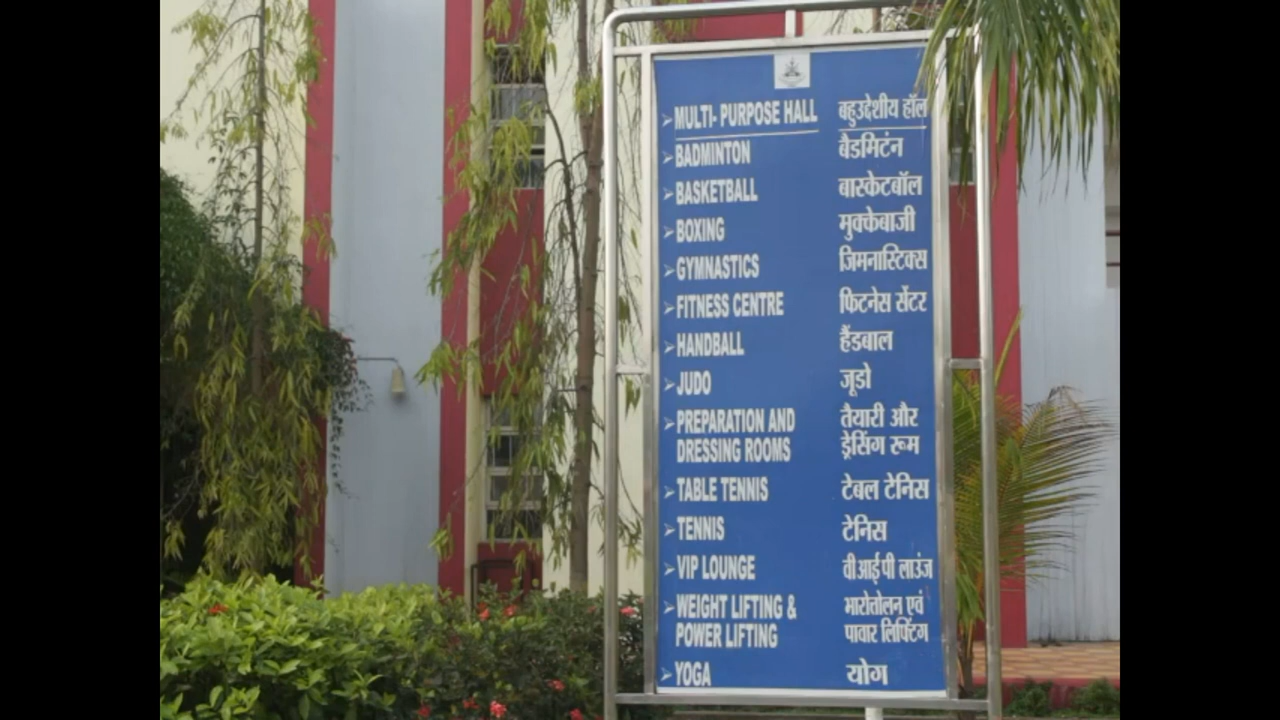 MULTI- PURPOSE HALL बहुउद्देशीय हॉल
BADMINTON बैडमिटंन
BASKETBALL बास्केटबॉल
BOXING मुक्केबाजी
GYMNASTICS जिमनास्टिक्स
FITNESS CENTRE फिटनेस सेंटर
HANDBALL हैंडबाल
JUDO जूडो
PREPARATION AND तैयारी और
DRESSING ROOMS ड्रेसिंग रूम
TABLE TENNIS टेबल टेनिस
TENNIS टेनिस
VIP LOUNGE वीआईपी लाउंज
WEIGHT LIFTING & भारोत्तोलन एवं
POWER LIFTING पावार लिफ्टिंग
YOGA योग